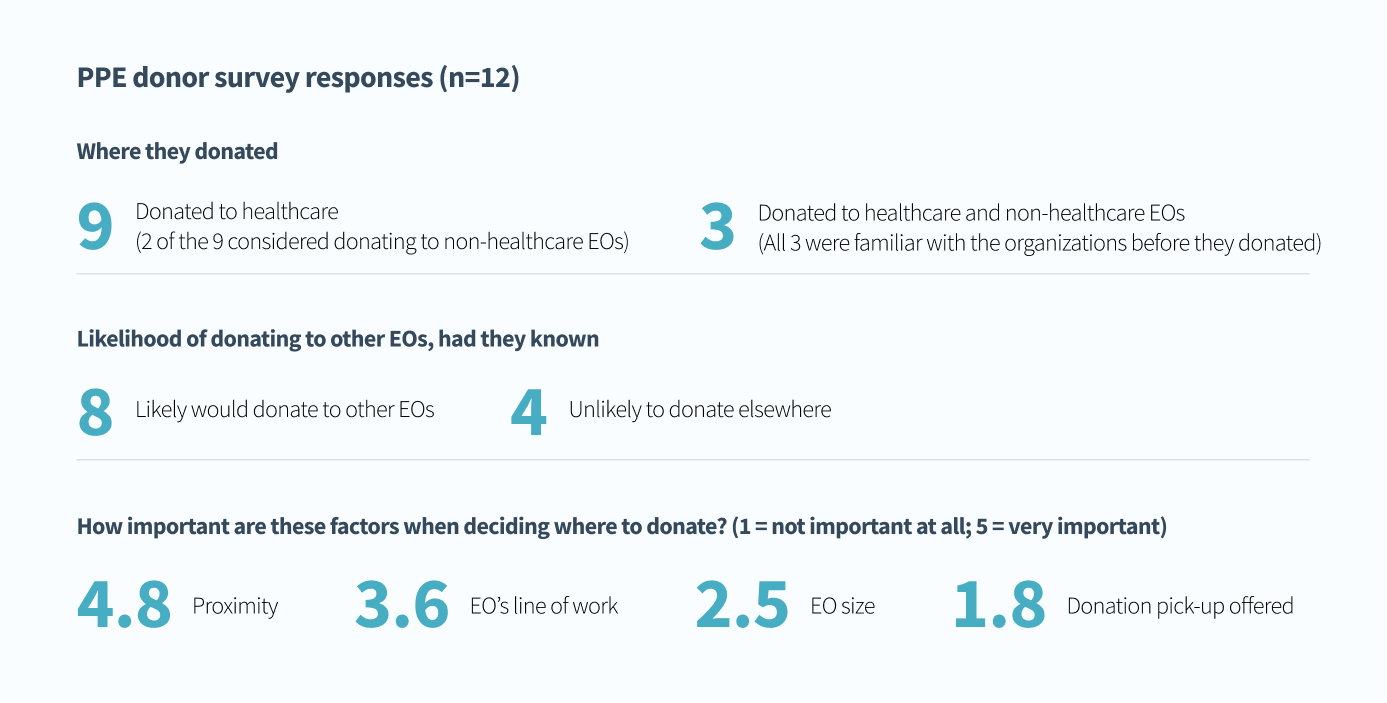 PPE donor survey responses (n=12)
Where they donated
9 Donated to healthcare
(2 of the 9 considered donating to non-healthcare EOs)
3 Donated to healthcare and non-healthcare EOs
(All 3 were familiar with the organizations before they donated)
Likelihood of donating to other EOs, had they known
8 Likely would donate to other EOs
4 Unlikely to donate elsewhere
How important are these factors when deciding where to donate? (1 = not important at all; 5 = very important)
4.8 Proximity
3.6 EO’s line of work
2.5 EO size
1.8 Donation pick-up offered